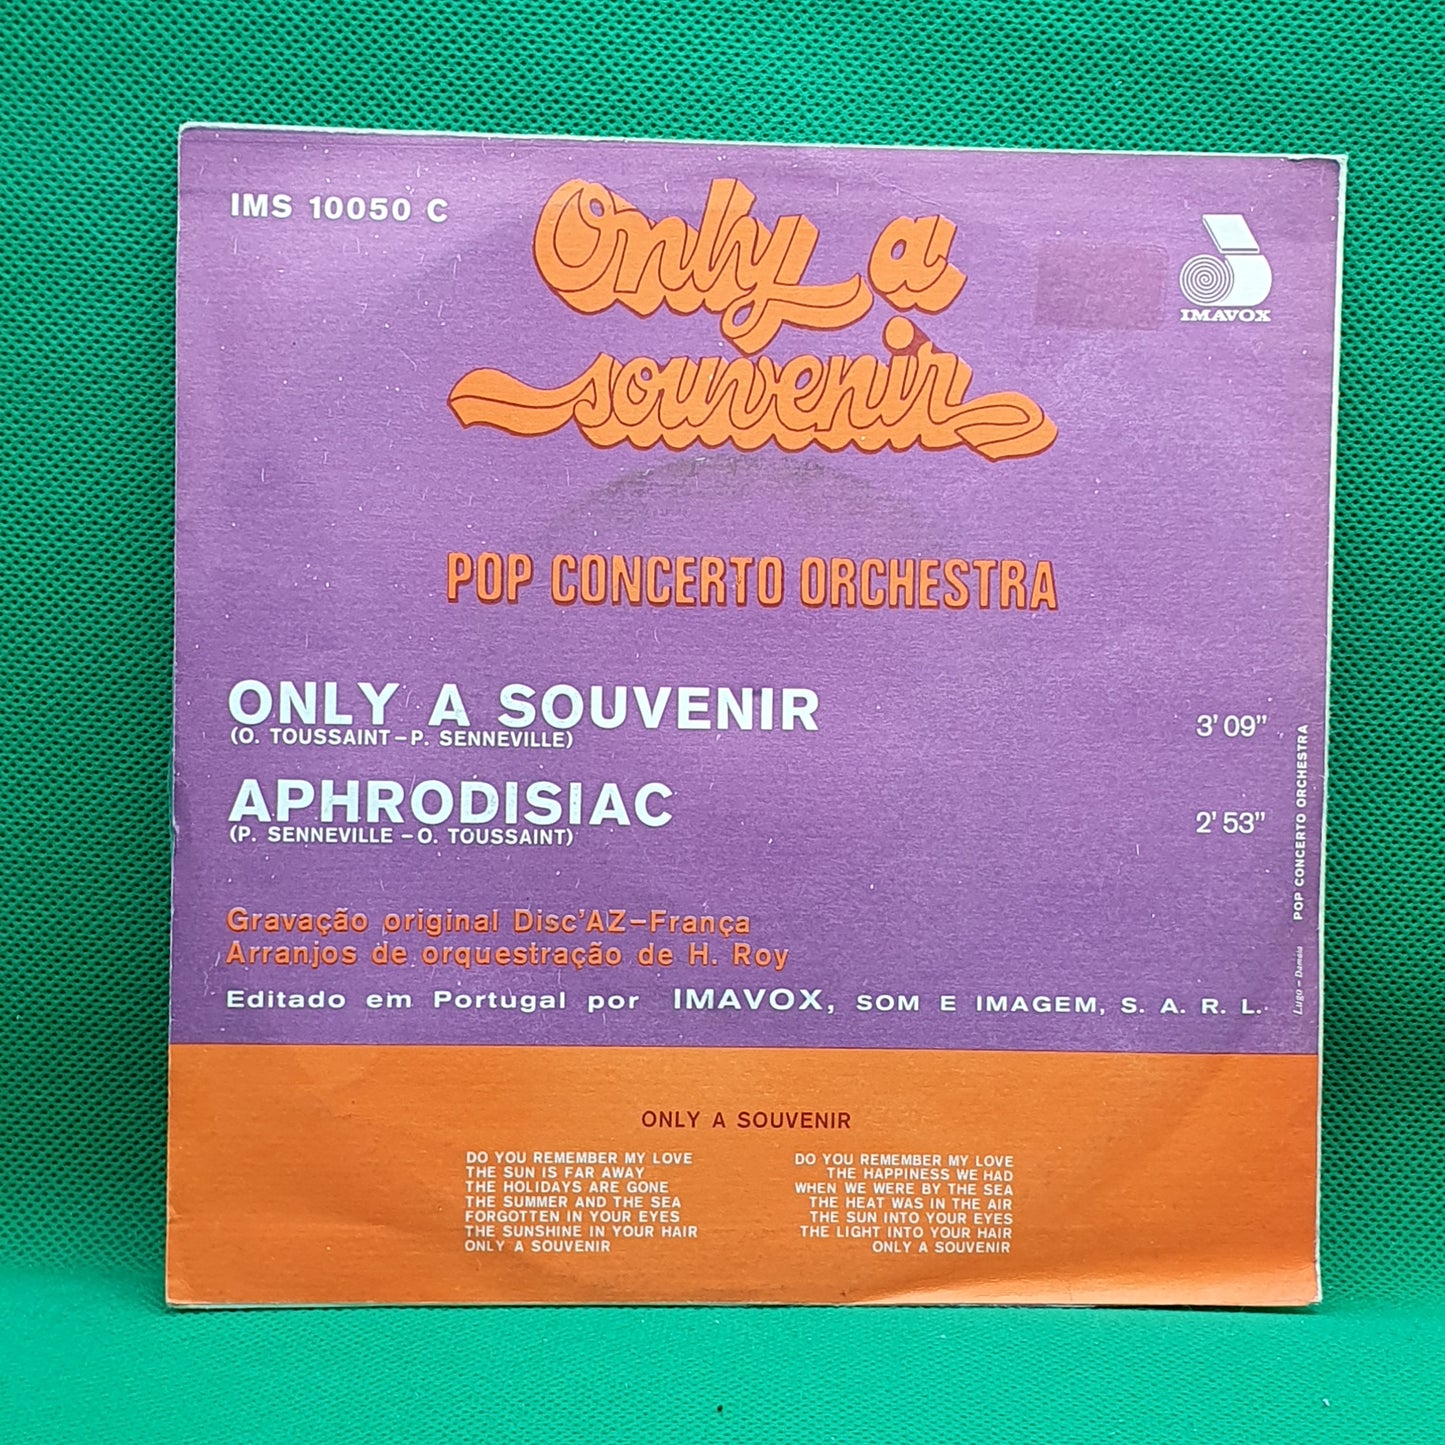 IMS 10050 C
Only a
souvenir
IMAVOX
POP CONCERTO ORCHESTRA
ONLY A SOUVENIR 3' 09"
(O. TOUSSAINT – P. SENNEVILLE)
APHRODISIAC 2' 53"
(P. SENNEVILLE – O. TOUSSAINT)
Gravação original Disc'AZ–França
Arranjos de orquestração de H. Roy
Editado em Portugal por IMAVOX, SOM E IMAGEM, S. A. R. L.
Lugo – Damaia
POP CONCERTO ORCHESTRA
ONLY A SOUVENIR
DO YOU REMEMBER MY LOVE
THE SUN IS FAR AWAY
THE HOLIDAYS ARE GONE
THE SUMMER AND THE SEA
FORGOTTEN IN YOUR EYES
THE SUNSHINE IN YOUR HAIR
ONLY A SOUVENIR
DO YOU REMEMBER MY LOVE
THE HAPPINESS WE HAD
WHEN WE WERE BY THE SEA
THE HEAT WAS IN THE AIR
THE SUN INTO YOUR EYES
THE LIGHT INTO YOUR HAIR
ONLY A SOUVENIR